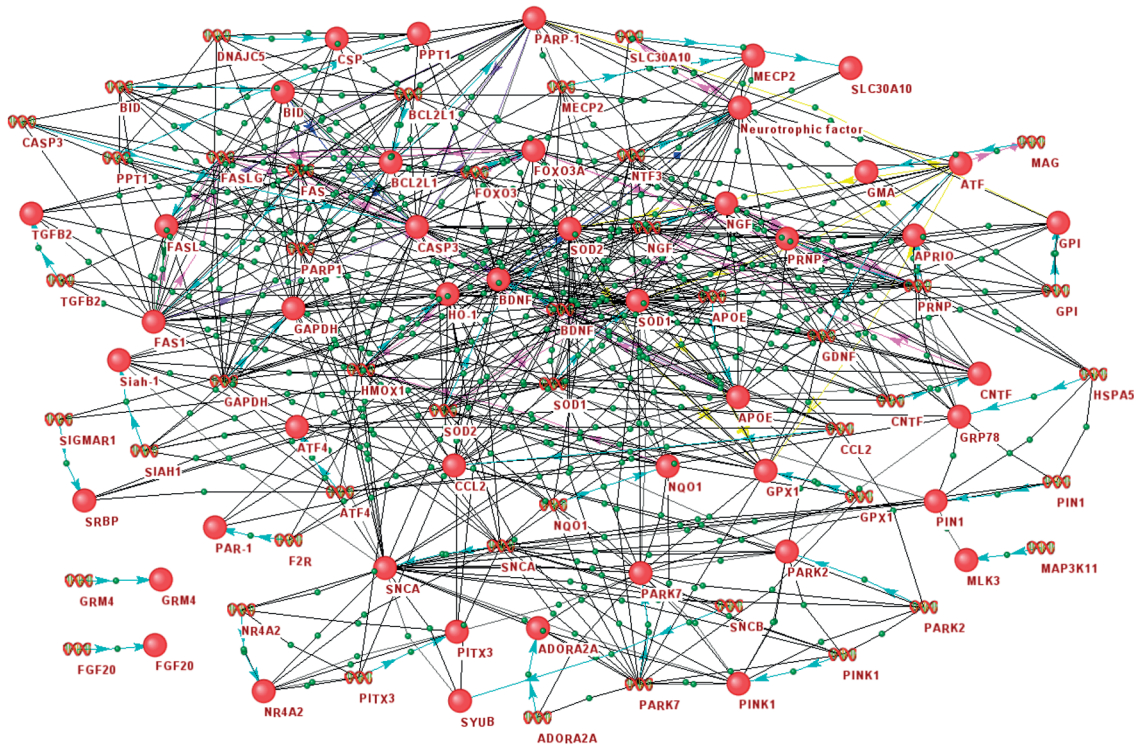 DNAJC5
CSP
PPT1
PARP-1
SLC30A10
MECP2
SLC30A10
BID
BID
BCL2L1
MECP2
Neurotrophic factor
CASP3
PPT1
FASLG
FAS
BCL2L1
FOXO3
FOXO3A
NTF3
GMA
ATF
MAG
TGFB2
FASL
PARP1
CASP3
SOD2
NGF
NGF
PRNP
APRIO
GPI
TGFB2
FAS1
GAPDH
HO-1
BDNF
BDNF
SOD1
APOE
GDNF
PRNP
GPI
Siah-1
GAPDH
HMOX1
SOD1
APOE
CNTF
CNTF
HSPA5
SIGMAR1
SIAH1
ATF4
SOD2
CCL2
GRP78
SRBP
ATF4
CCL2
NQO1
NQO1
GPX1
GPX1
PIN1
PIN1
PAR-1
F2R
SNCA
SNCA
PARK7
PARK2
MLK3
MAP3K11
GRM4
GRM4
NR4A2
PITX3
ADORA2A
SNCB
PARK2
FGF20
FGF20
NR4A2
PITX3
SYUB
ADORA2A
PARK7
PINK1
PINK1